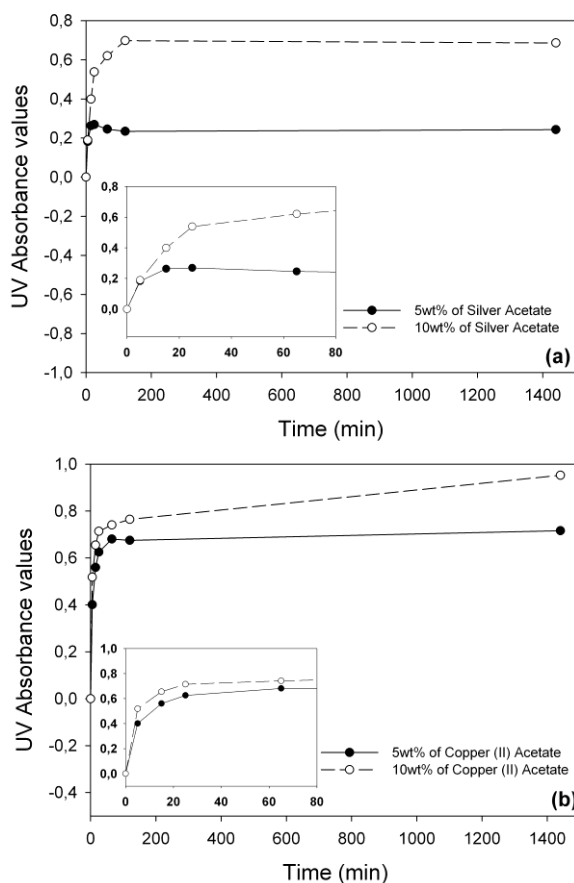 0,8
0,6
0,4
0,2
0,0
-0,2
-0,4
-0,6
-0,8
-1,0
UV Absorbance values
0,8
0,6
0,4
0,2
0,0
0 20 40 60 80
5wt% of Silver Acetate
10wt% of Silver Acetate
(a)
0 200 400 600 800 1000 1200 1400
Time (min)
1,0
0,8
0,6
0,4
0,2
0,0
-0,2
-0,4
UV Absorbance values
1,0
0,8
0,6
0,4
0,2
0,0
0 20 40 60 80
5wt% of Copper (II) Acetate
10wt% of Copper (II) Acetate
(b)
0 200 400 600 800 1000 1200 1400
Time (min)